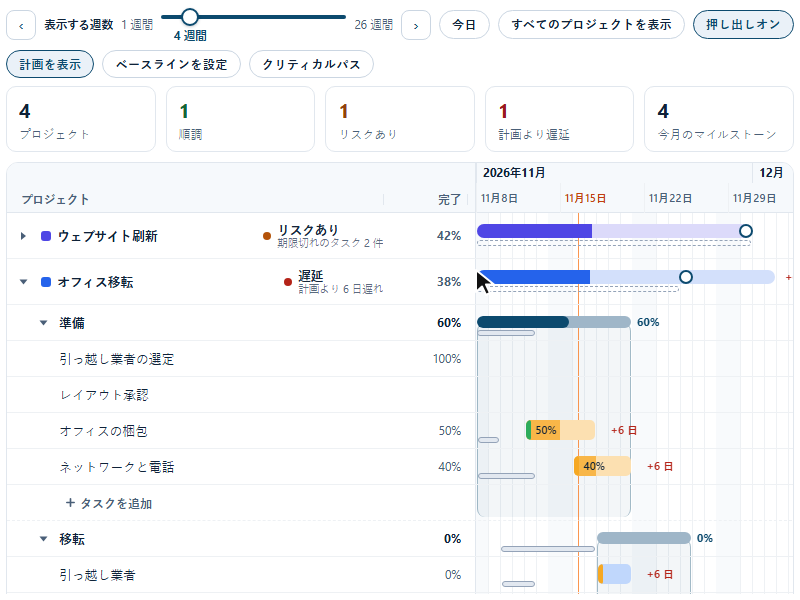 ‹ 表示する週数 1 週間 4 週間 26 週間 › 今日 すべてのプロジェクトを表示 押し出しオン
計画を表示 ベースラインを設定 クリティカルパス
4 1 1 1 4
プロジェクト 順調 リスクあり 計画より遅延 今月のマイルストーン
2026年11月 12月
プロジェクト 完了 11月8日 11月15日 11月22日 11月29日
ウェブサイト刷新 リスクあり 42%
期限切れのタスク 2 件
オフィス移転 遅延 38%
計画より 6 日遅れ
準備 60% 60%
引っ越し業者の選定 100%
レイアウト承認
オフィスの梱包 50% 50% +6 日
ネットワークと電話 40% 40% +6 日
+ タスクを追加
移転 0% 0%
引っ越し業者 0% +6 日